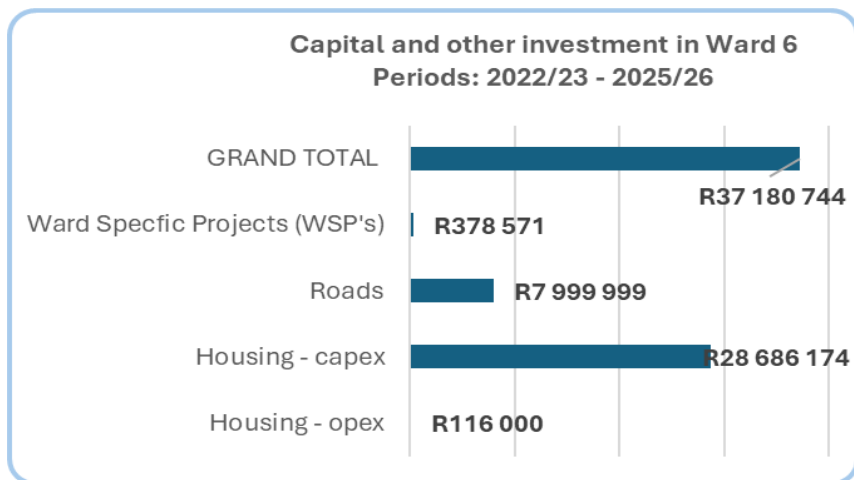 Capital and other investment in Ward 6
Periods: 2022/23 - 2025/26
GRAND TOTAL
R37 180 744
Ward Specfic Projects (WSP's)
R378 571
Roads
R7 999 999
Housing - capex
R28 686 174
Housing - opex
R116 000